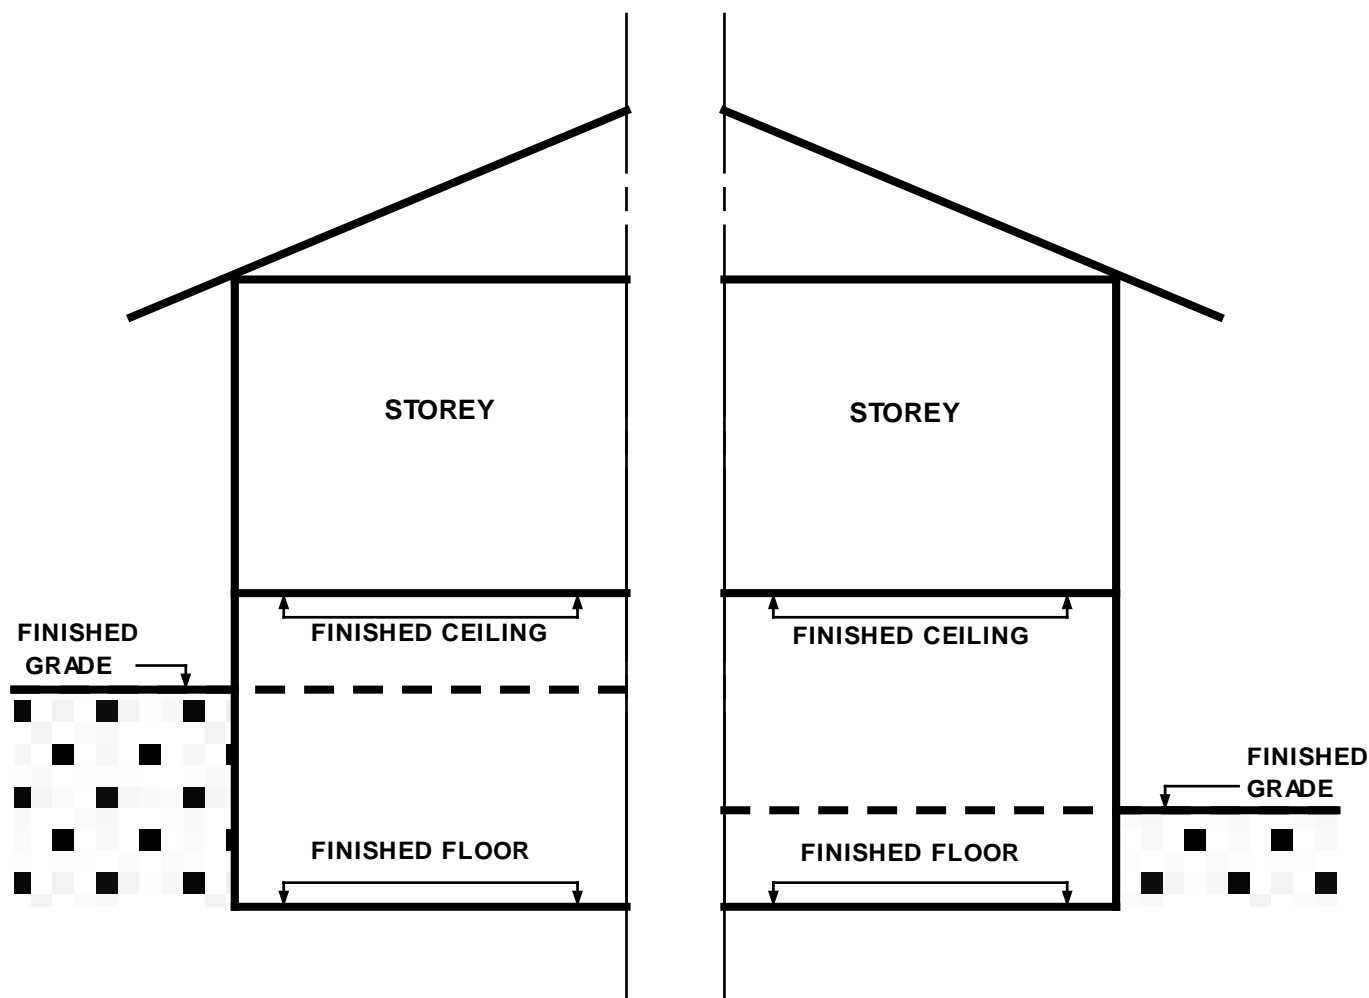 STOREY
STOREY
FINISHED CEILING
FINISHED CEILING
FINISHED
GRADE
FINISHED
GRADE
FINISHED FLOOR
FINISHED FLOOR